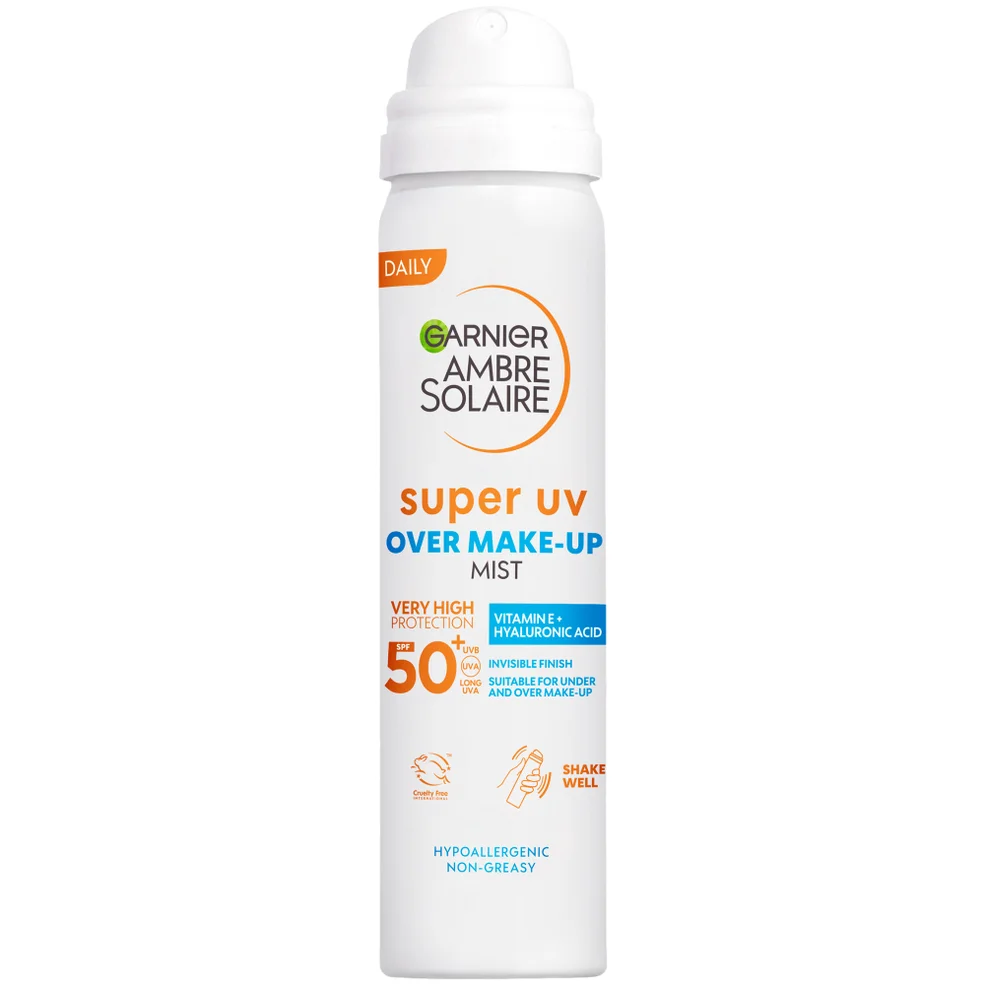 DAILY
GARNIER
AMBRE
SOLAIRE
super uv
OVER MAKE-UP
MIST
VERY HIGH
PROTECTION
SPF
50+
UVB
UVA
LONG
UVA
VITAMIN E +
HYALURONIC ACID
INVISIBLE FINISH
SUITABLE FOR UNDER
AND OVER MAKE-UP
Cruelty Free
INTERNATIONAL
TM
SHAKE
WELL
HYPOALLERGENIC
NON-GREASY